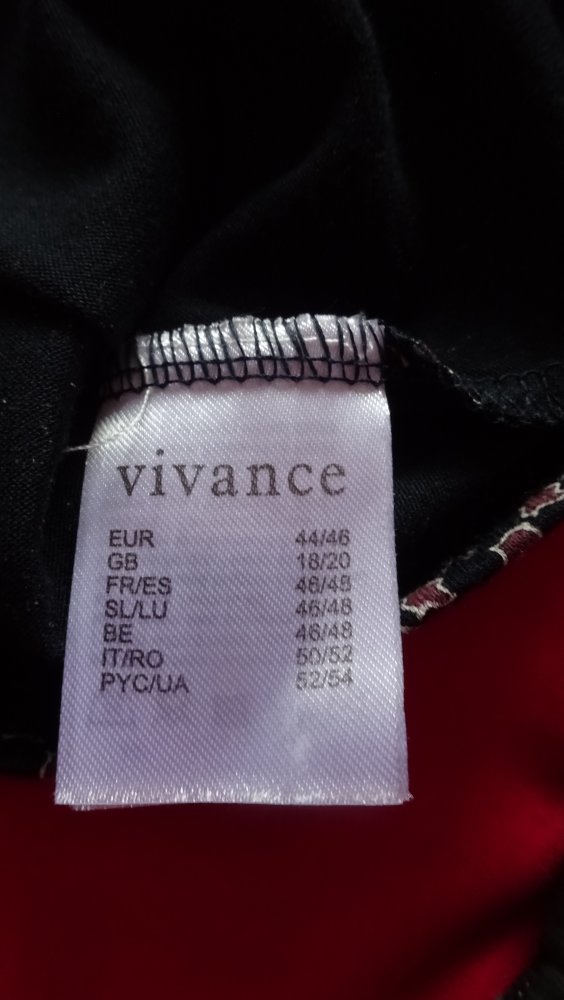 vivance
EUR 44/46
GB 18/20
FR/ES 46/48
SL/LU 46/48
BE 46/48
IT/RO 50/52
PYC/UA 52/54